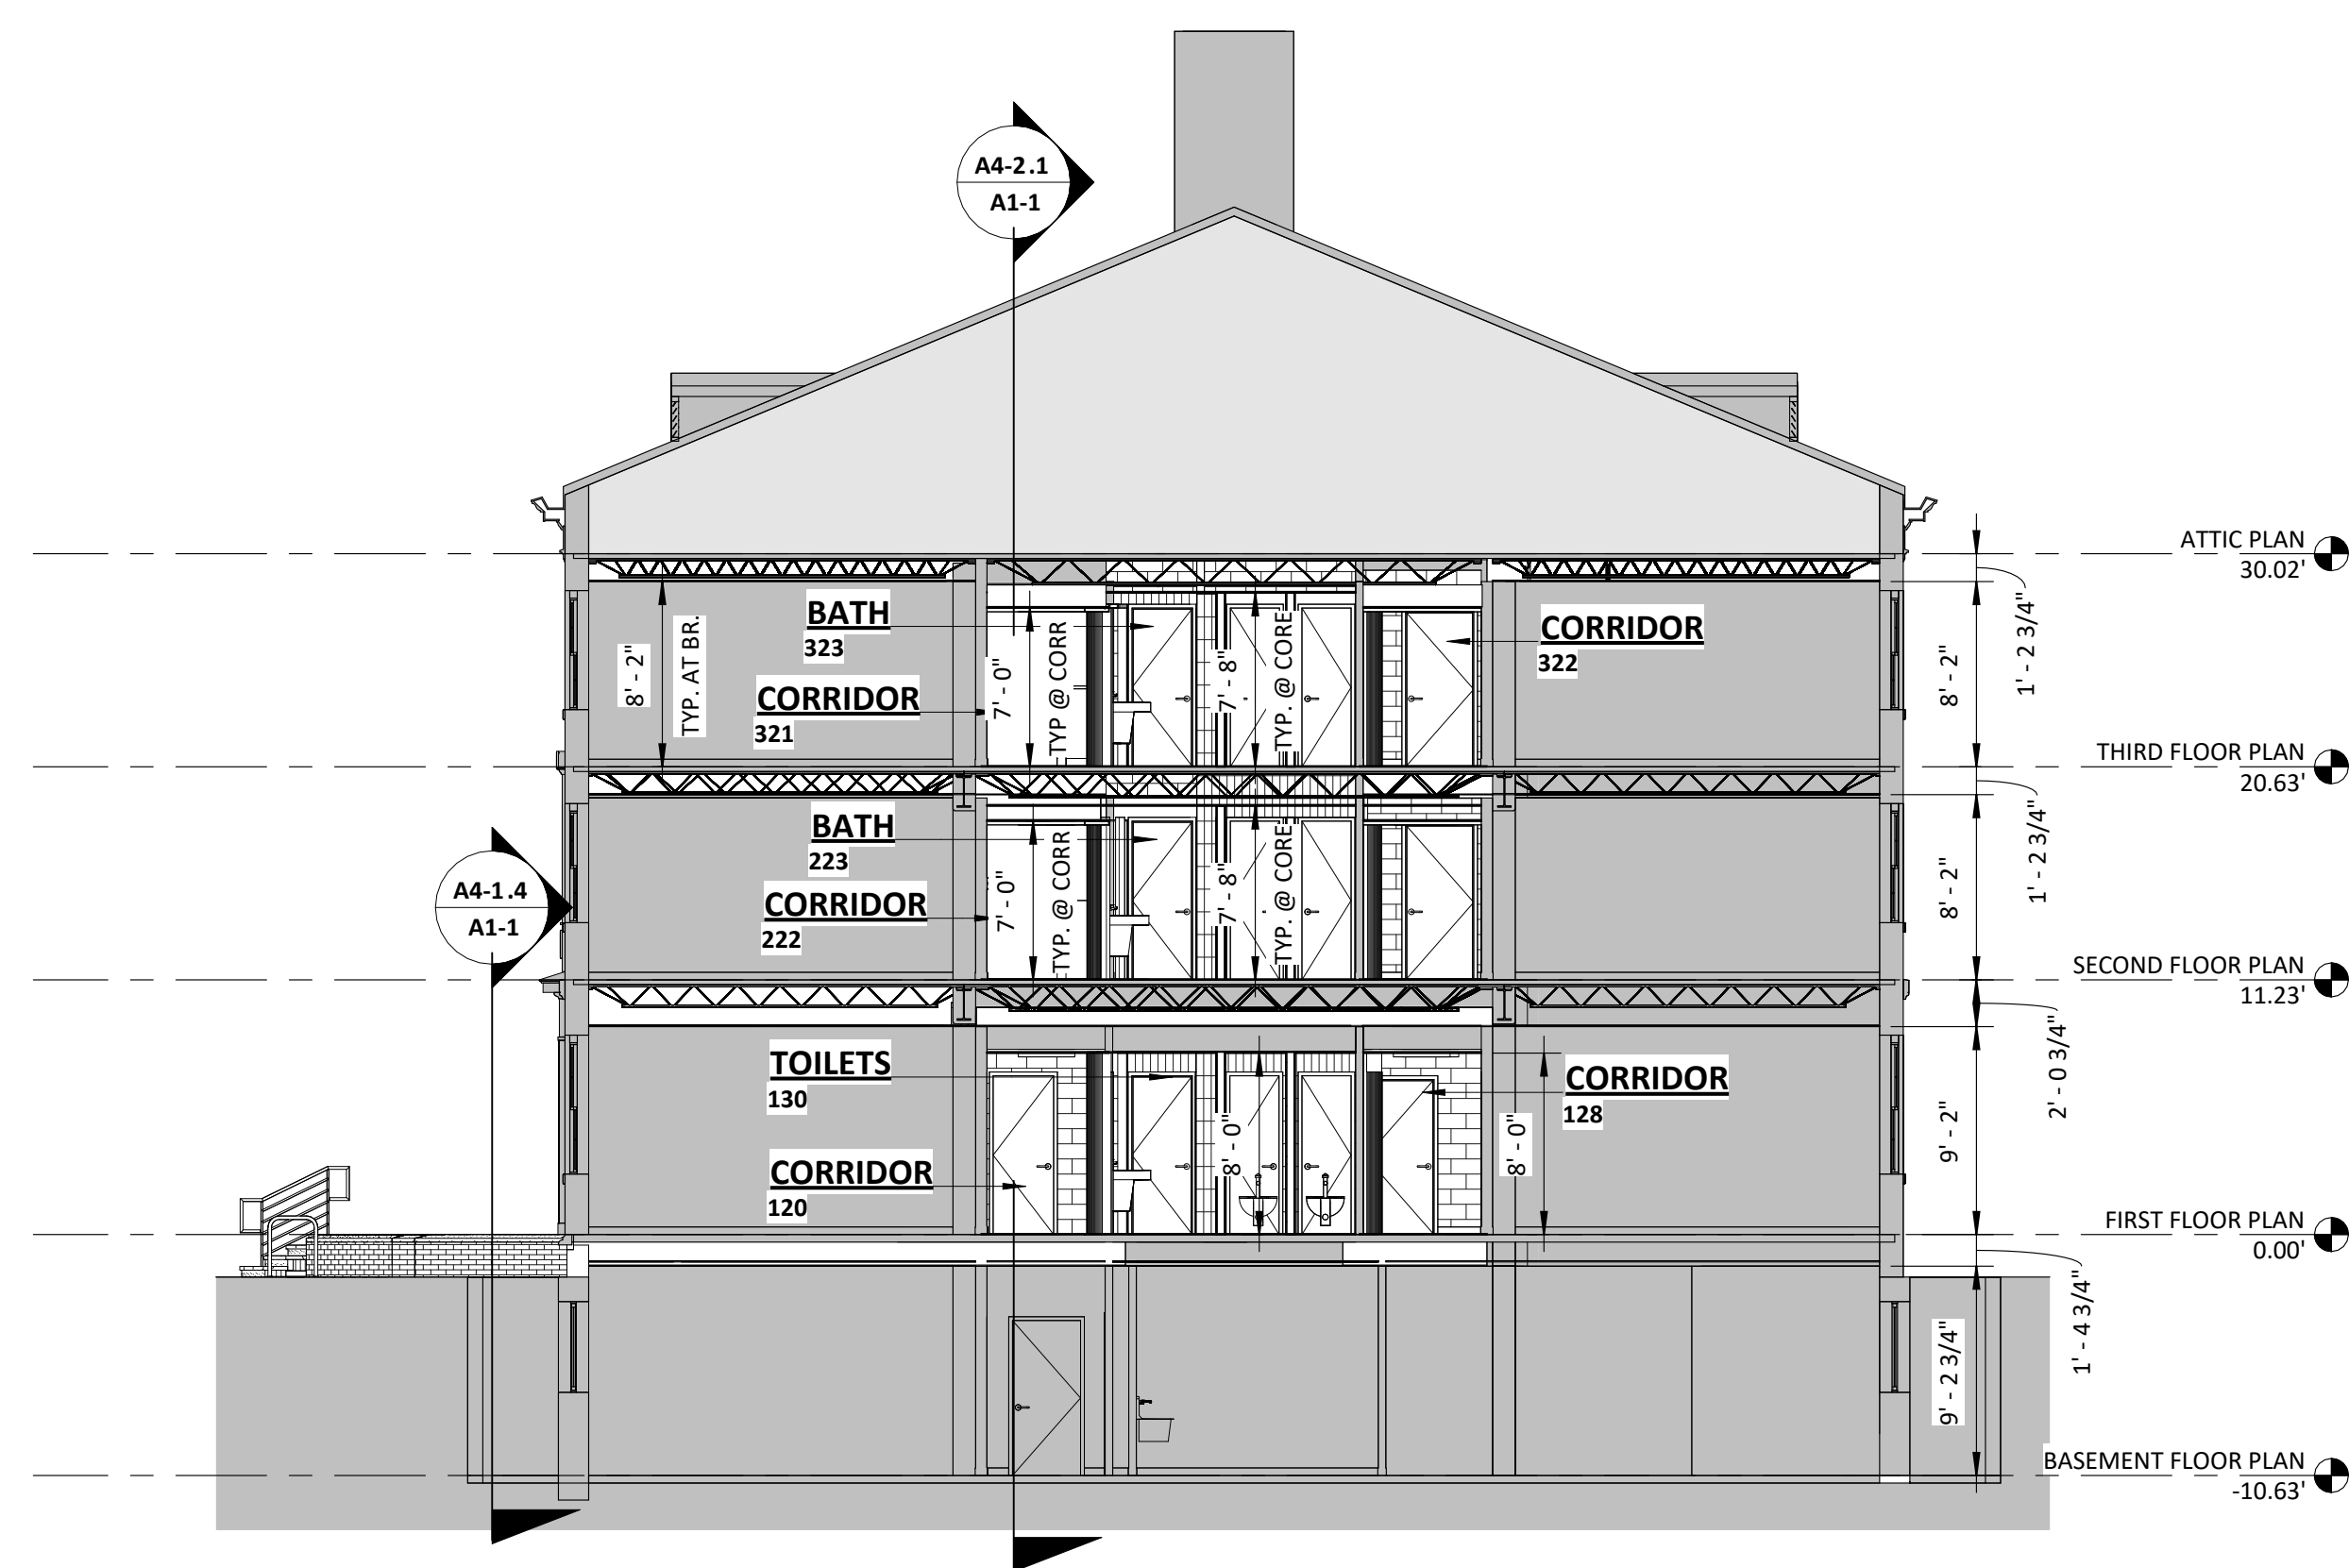 A4-2.1
A1-1
ATTIC PLAN
30.02'
BATH
323
CORRIDOR
321
8' - 2"
TYP. AT BR.
7' - 0"
TYP @ CORR
7' - 8"
TYP. @ CORE
CORRIDOR
322
8' - 2"
1' - 2 3/4"
THIRD FLOOR PLAN
20.63'
BATH
223
CORRIDOR
222
7' - 0"
TYP. @ CORR
7' - 8"
TYP. @ CORE
8' - 2"
1' - 2 3/4"
A4-1.4
A1-1
SECOND FLOOR PLAN
11.23'
TOILETS
130
CORRIDOR
120
8' - 0"
8' - 0"
CORRIDOR
128
9' - 2"
2' - 0 3/4"
FIRST FLOOR PLAN
0.00'
9' - 2 3/4"
1' - 4 3/4"
BASEMENT FLOOR PLAN
-10.63'